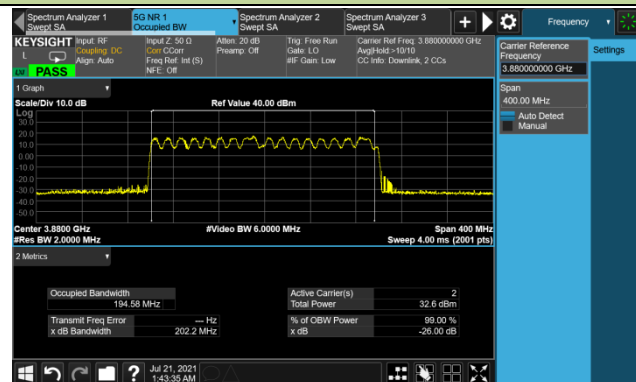 Spectrum Analyzer 1
Swept SA
5G NR 1
Occupied BW
Spectrum Analyzer 2
Swept SA
Spectrum Analyzer 3
Swept SA
Frequency
KEYSIGHT
L
LXI
PASS
Input: RF
Coupling: DC
Align: Auto
Input Z: 50 Ω
Corr CCorr
Freq Ref: Int (S)
NFE: Off
Atten: 20 dB
Preamp: Off
Trig: Free Run
Gate: LO
#IF Gain: Low
Carrier Ref Freq: 3.880000000 GHz
Avg|Hold:>10/10
CC Info: Downlink, 2 CCs
Carrier Reference
Frequency
3.880000000 GHz
Span
400.00 MHz
Auto Detect
Manual
Settings
1 Graph
Scale/Div 10.0 dB
Ref Value 40.00 dBm
Log
30.0
20.0
10.0
0.00
-10.0
-20.0
-30.0
-40.0
-50.0
Center 3.8800 GHz
#Video BW 6.0000 MHz
Span 400 MHz
#Res BW 2.0000 MHz
Sweep 4.00 ms (2001 pts)
2 Metrics
Occupied Bandwidth
194.58 MHz
Transmit Freq Error --- Hz
x dB Bandwidth 202.2 MHz
Active Carrier(s) 2
Total Power 32.6 dBm
% of OBW Power 99.00 %
x dB -26.00 dB
Jul 21, 2021
1:43:35 AM